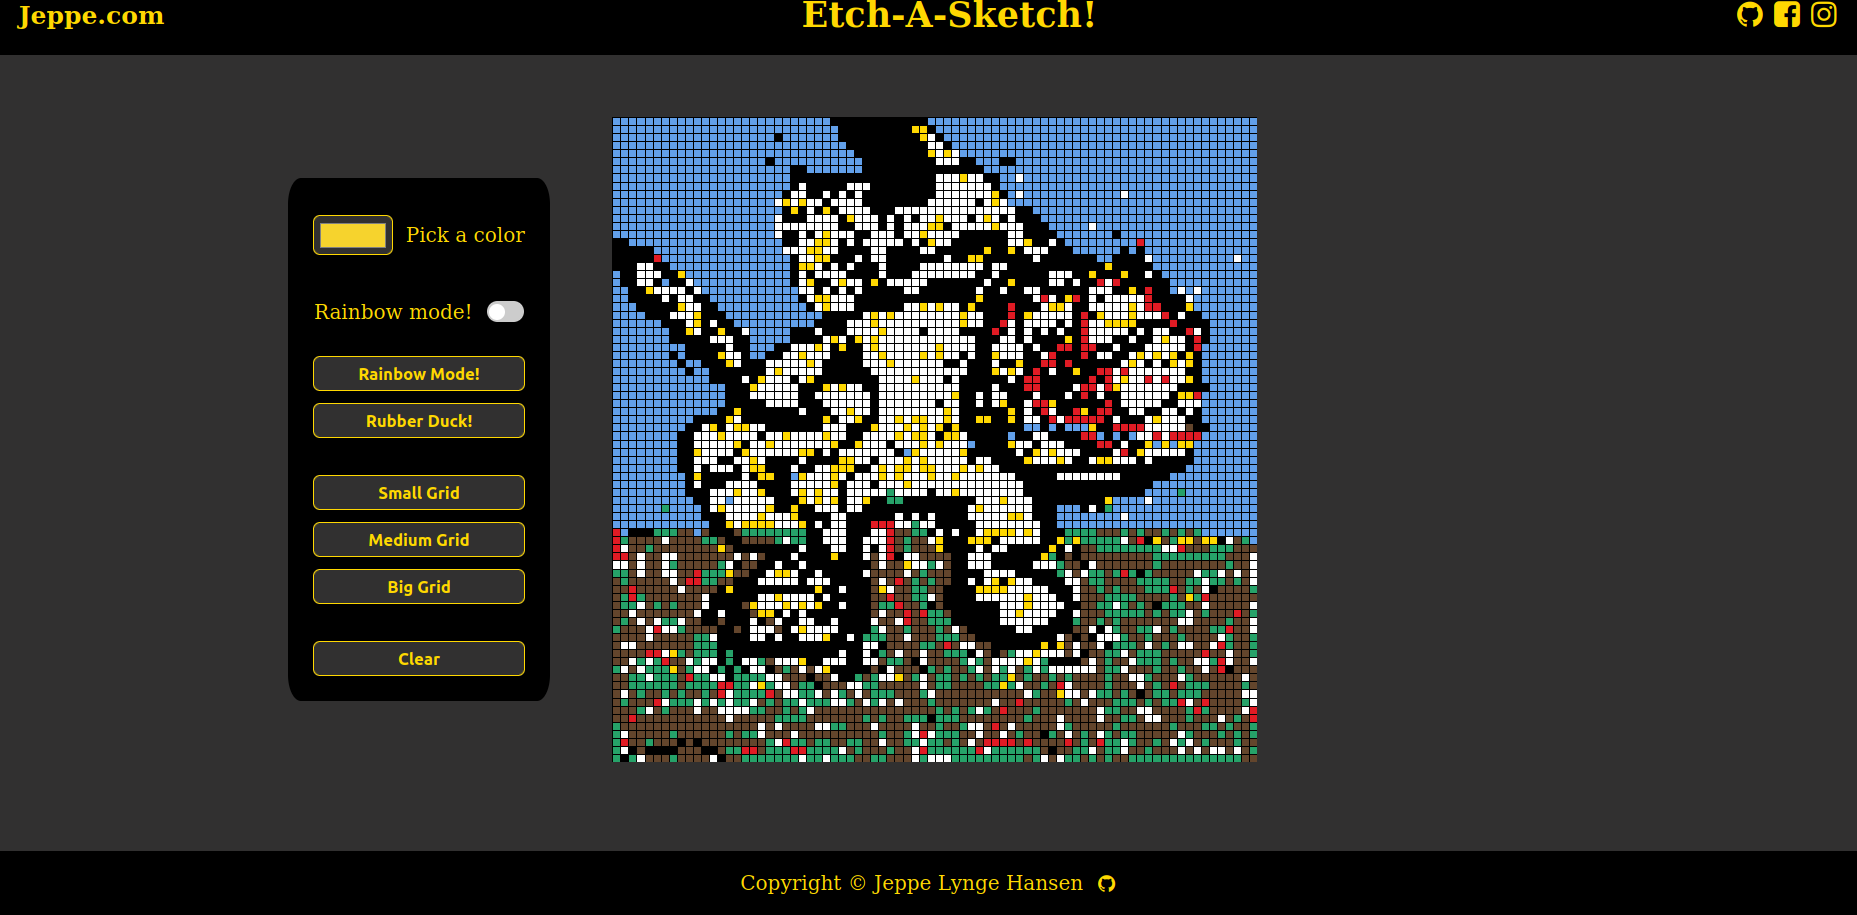 Jeppe.com
Etch-A-Sketch!
Pick a color
Rainbow mode!
Rainbow Mode!
Rubber Duck!
Small Grid
Medium Grid
Big Grid
Clear
Copyright © Jeppe Lynge Hansen